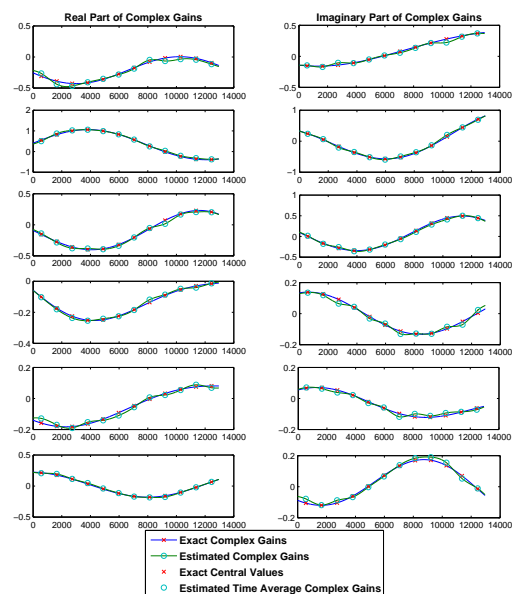 Real Part of Complex Gains
0.5
0
-0.5
0 2000 4000 6000 8000 10000 12000 14000
Imaginary Part of Complex Gains
0.5
0
-0.5
0 2000 4000 6000 8000 10000 12000 14000
2
1
0
-1
0 2000 4000 6000 8000 10000 12000 14000
1
0
-1
0 2000 4000 6000 8000 10000 12000 14000
0.5
0
-0.5
0 2000 4000 6000 8000 10000 12000 14000
1
0.5
0
-0.5
0 2000 4000 6000 8000 10000 12000 14000
0
-0.2
-0.4
0 2000 4000 6000 8000 10000 12000 14000
0.2
0
-0.2
0 2000 4000 6000 8000 10000 12000 14000
0.2
0
-0.2
0 2000 4000 6000 8000 10000 12000 14000
0.2
0
-0.2
0 2000 4000 6000 8000 10000 12000 14000
0.5
0
-0.5
0 2000 4000 6000 8000 10000 12000 14000
0.2
0
-0.2
0 2000 4000 6000 8000 10000 12000 14000
Exact Complex Gains
Estimated Complex Gains
Exact Central Values
Estimated Time Average Complex Gains